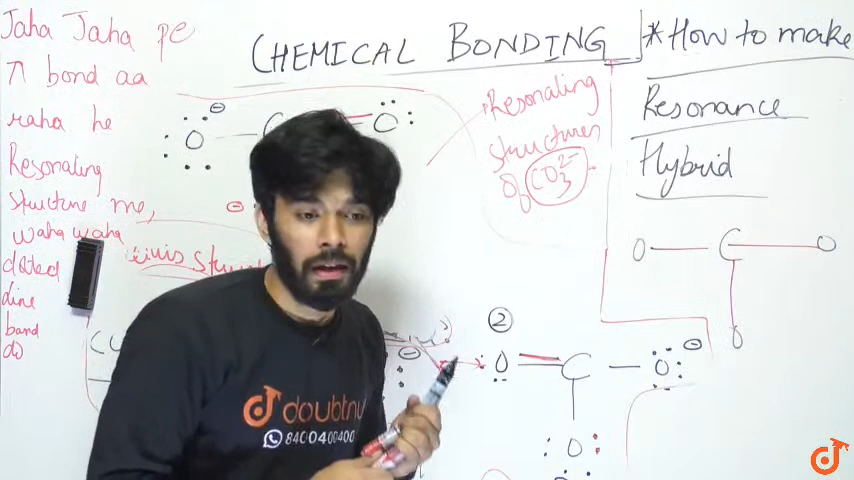 Jaha Jaha pe
π bond aa
raha he
Resonating
structure me,
waha waha
doted
line
band
do
CHEMICAL BONDING
*How to make
Resonance
Hybrid
Resonating
structures
of CO3^2-
O C O
O C O
O
②
O C O
O
doubtnut
8400400400
d